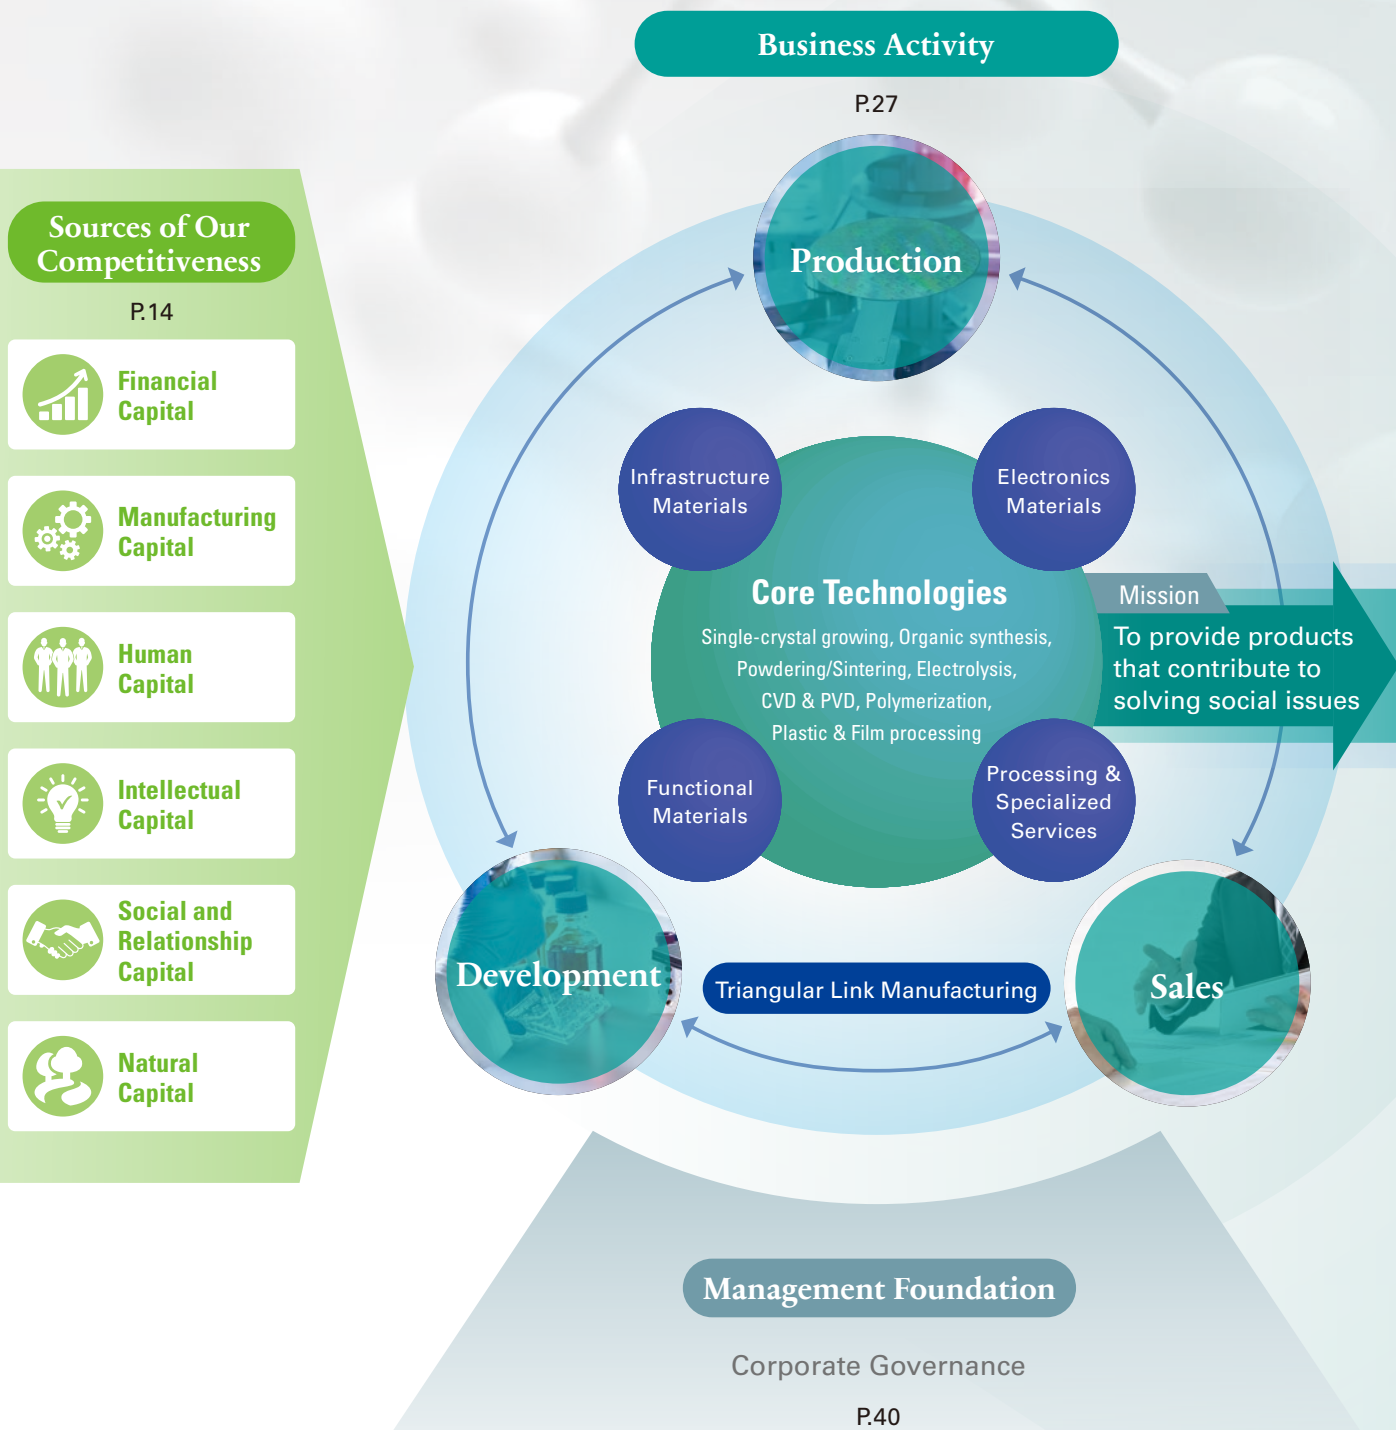 Business Activity
P.27
Sources of Our
Competitiveness
P.14
Financial
Capital
Manufacturing
Capital
Human
Capital
Intellectual
Capital
Social and
Relationship
Capital
Natural
Capital
Production
Infrastructure
Materials
Electronics
Materials
Core Technologies
Single-crystal growing, Organic synthesis,
Powdering/Sintering, Electrolysis,
CVD & PVD, Polymerization,
Plastic & Film processing
Mission
To provide products
that contribute to
solving social issues
Functional
Materials
Processing &
Specialized
Services
Development
Triangular Link Manufacturing
Sales
Management Foundation
Corporate Governance
P.40